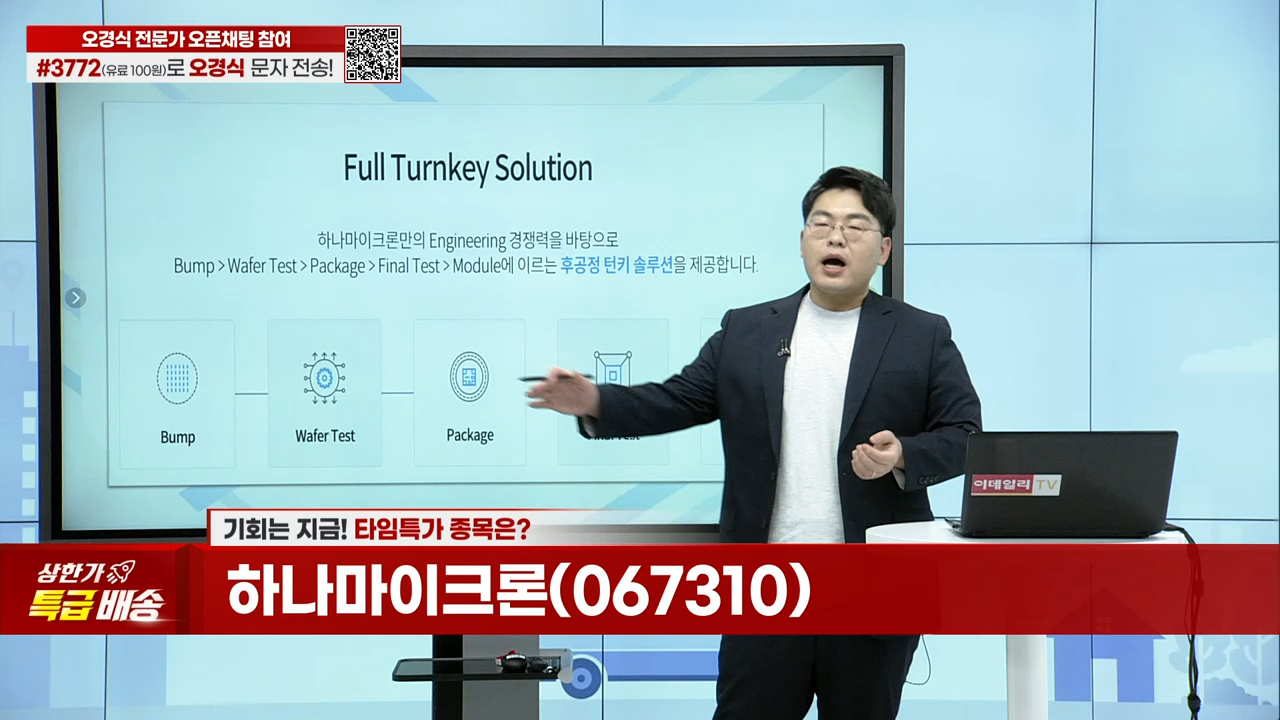 오경식 전문가 오픈채팅 참여
#3772(유료 100원)로 오경식 문자 전송!
Full Turnkey Solution
하나마이크론만의 Engineering 경쟁력을 바탕으로
Bump > Wafer Test > Package > Final Test > Module에 이르는 후공정 턴키 솔루션을 제공합니다.
Bump
Wafer Test
Package
Final Test
이데일리TV
기회는 지금! 타임특가 종목은?
상한가
특급배송
하나마이크론(067310)